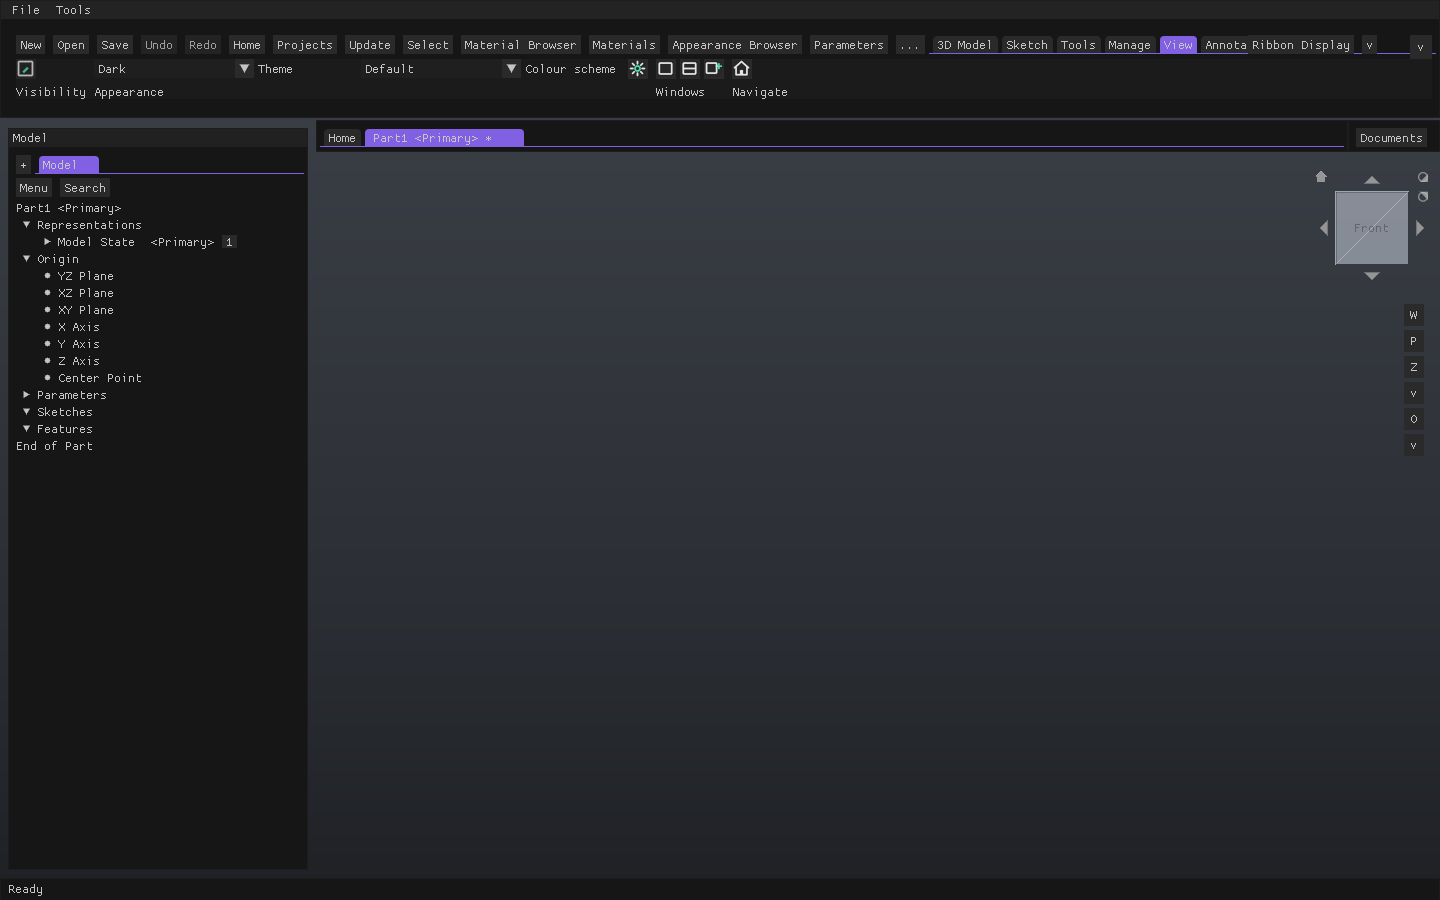 File Tools
New Open Save Undo Redo Home Projects Update Select Material Browser Materials Appearance Browser Parameters ... 3D Model Sketch Tools Manage View Annota Ribbon Display v v
Dark Theme Default Colour scheme
Visibility Appearance Windows Navigate
Model
Home Part1 <Primary> * Documents
+ Model
Menu Search
Part1 <Primary>
Representations
Model State <Primary> 1
Origin
YZ Plane
XZ Plane
XY Plane
X Axis
Y Axis
Z Axis
Center Point
Parameters
Sketches
Features
End of Part
Front
W
P
Z
v
O
v
Ready